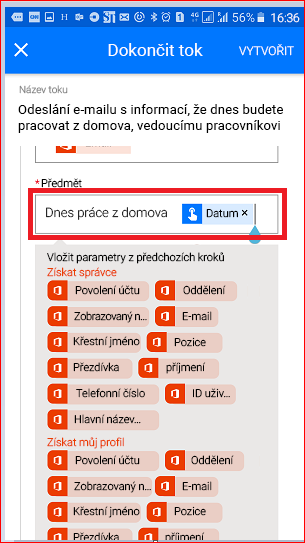 N 4G 56% 16:36
Dokončit tok VYTVOŘIT
Název toku
Odeslání e-mailu s informací, že dnes budete
pracovat z domova, vedoucímu pracovníkovi
*Předmět
Dnes práce z domova Datum ×
Vložit parametry z předchozích kroků
Získat správce
Povolení účtu Oddělení
Zobrazovaný n... E-mail
Křestní jméno Pozice
Přezdívka příjmení
Telefonní číslo ID uživ...
Hlavní název...
Získat můj profil
Povolení účtu Oddělení
Zobrazovaný n... E-mail
Křestní jméno Pozice
Přezdívka příjmení